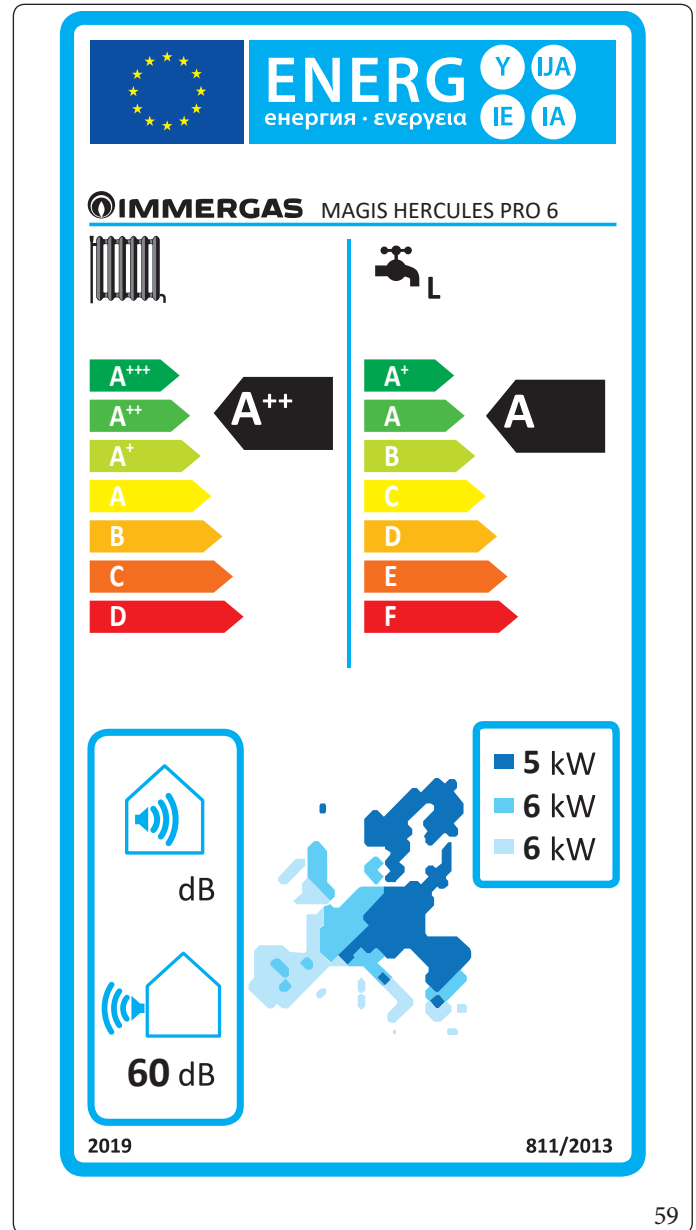 ENERG Y IJA
енергия · ενεργεια IE IA
IMMERGAS MAGIS HERCULES PRO 6
L
A+++
A++
A+
A
B
C
D
A++
A+
A
B
C
D
E
F
A
dB
60 dB
5 kW
6 kW
6 kW
2019
811/2013
59